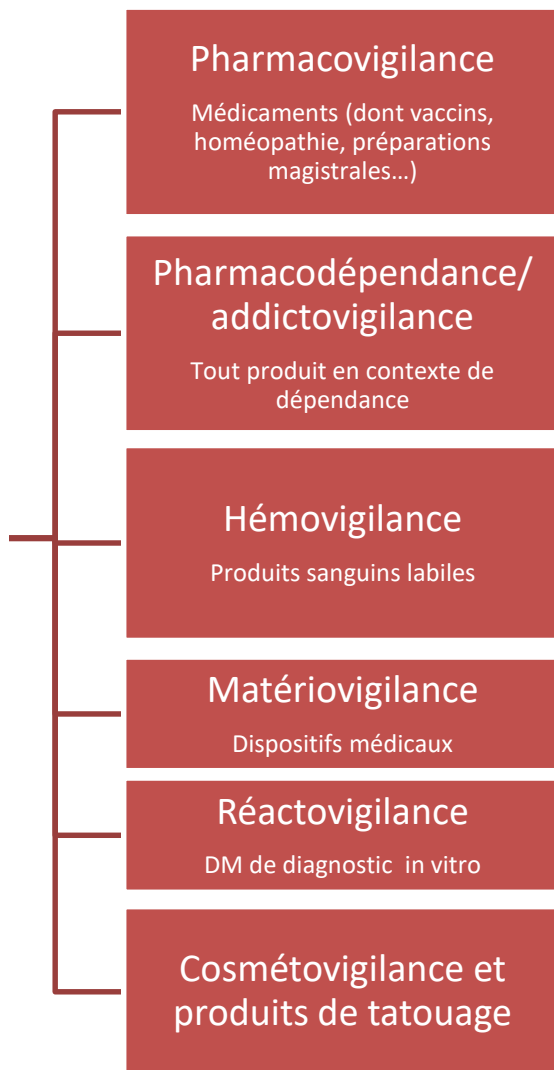 Pharmacovigilance
Médicaments (dont vaccins,
homéopathie, préparations
magistrales…)
Pharmacodépendance/
addictovigilance
Tout produit en contexte de
dépendance
Hémovigilance
Produits sanguins labiles
Matériovigilance
Dispositifs médicaux
Réactovigilance
DM de diagnostic in vitro
Cosmétovigilance et
produits de tatouage